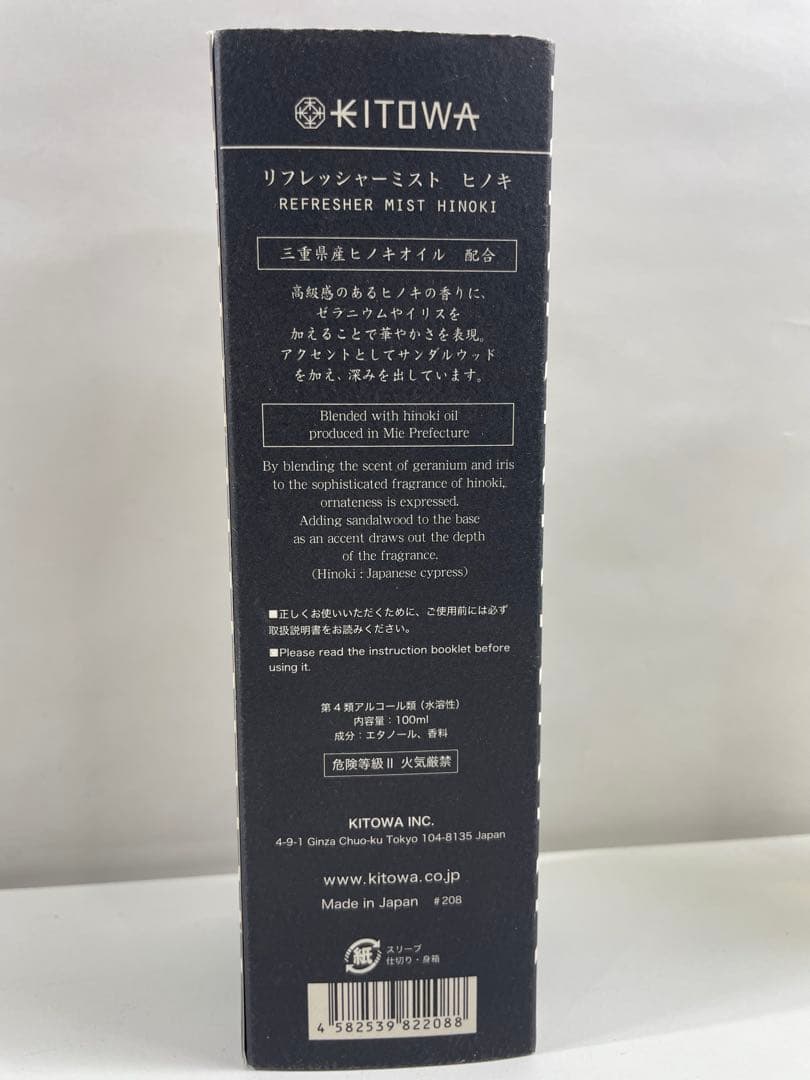 KITOWA
リフレッシャーミスト ヒノキ
REFRESHER MIST HINOKI
三重県産ヒノキオイル 配合
高級感のあるヒノキの香りに、
ゼラニウムやイリスを
加えることで華やかさを表現。
アクセントとしてサンダルウッド
を加え、深みを出しています。
Blended with hinoki oil
produced in Mie Prefecture
By blending the scent of geranium and iris
to the sophisticated fragrance of hinoki,
ornateness is expressed.
Adding sandalwood to the base
as an accent draws out the depth
of the fragrance.
(Hinoki : Japanese cypress)
■正しくお使いいただくために、ご使用前には必ず
取扱説明書をお読みください。
■Please read the instruction booklet before
using it.
第4類アルコール類(水溶性)
内容量:100ml
成分:エタノール、香料
危険等級II 火気厳禁
KITOWA INC.
4-9-1 Ginza Chuo-ku Tokyo 104-8135 Japan
www.kitowa.co.jp
Made in Japan #208
紙 スリーブ
仕切り・身箱
4 582539 822088